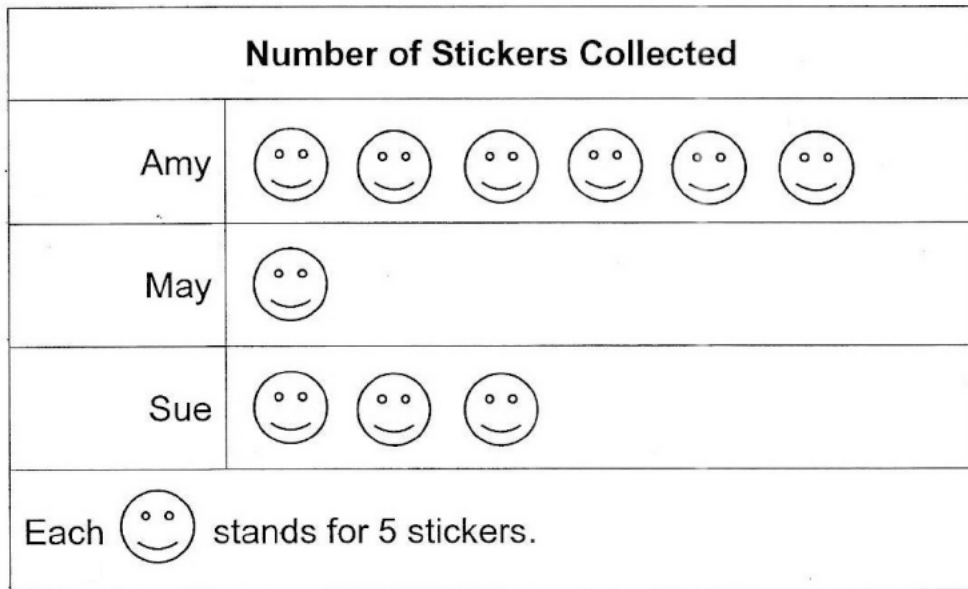 Number of Stickers Collected
Amy
May
Sue
Each stands for 5 stickers.